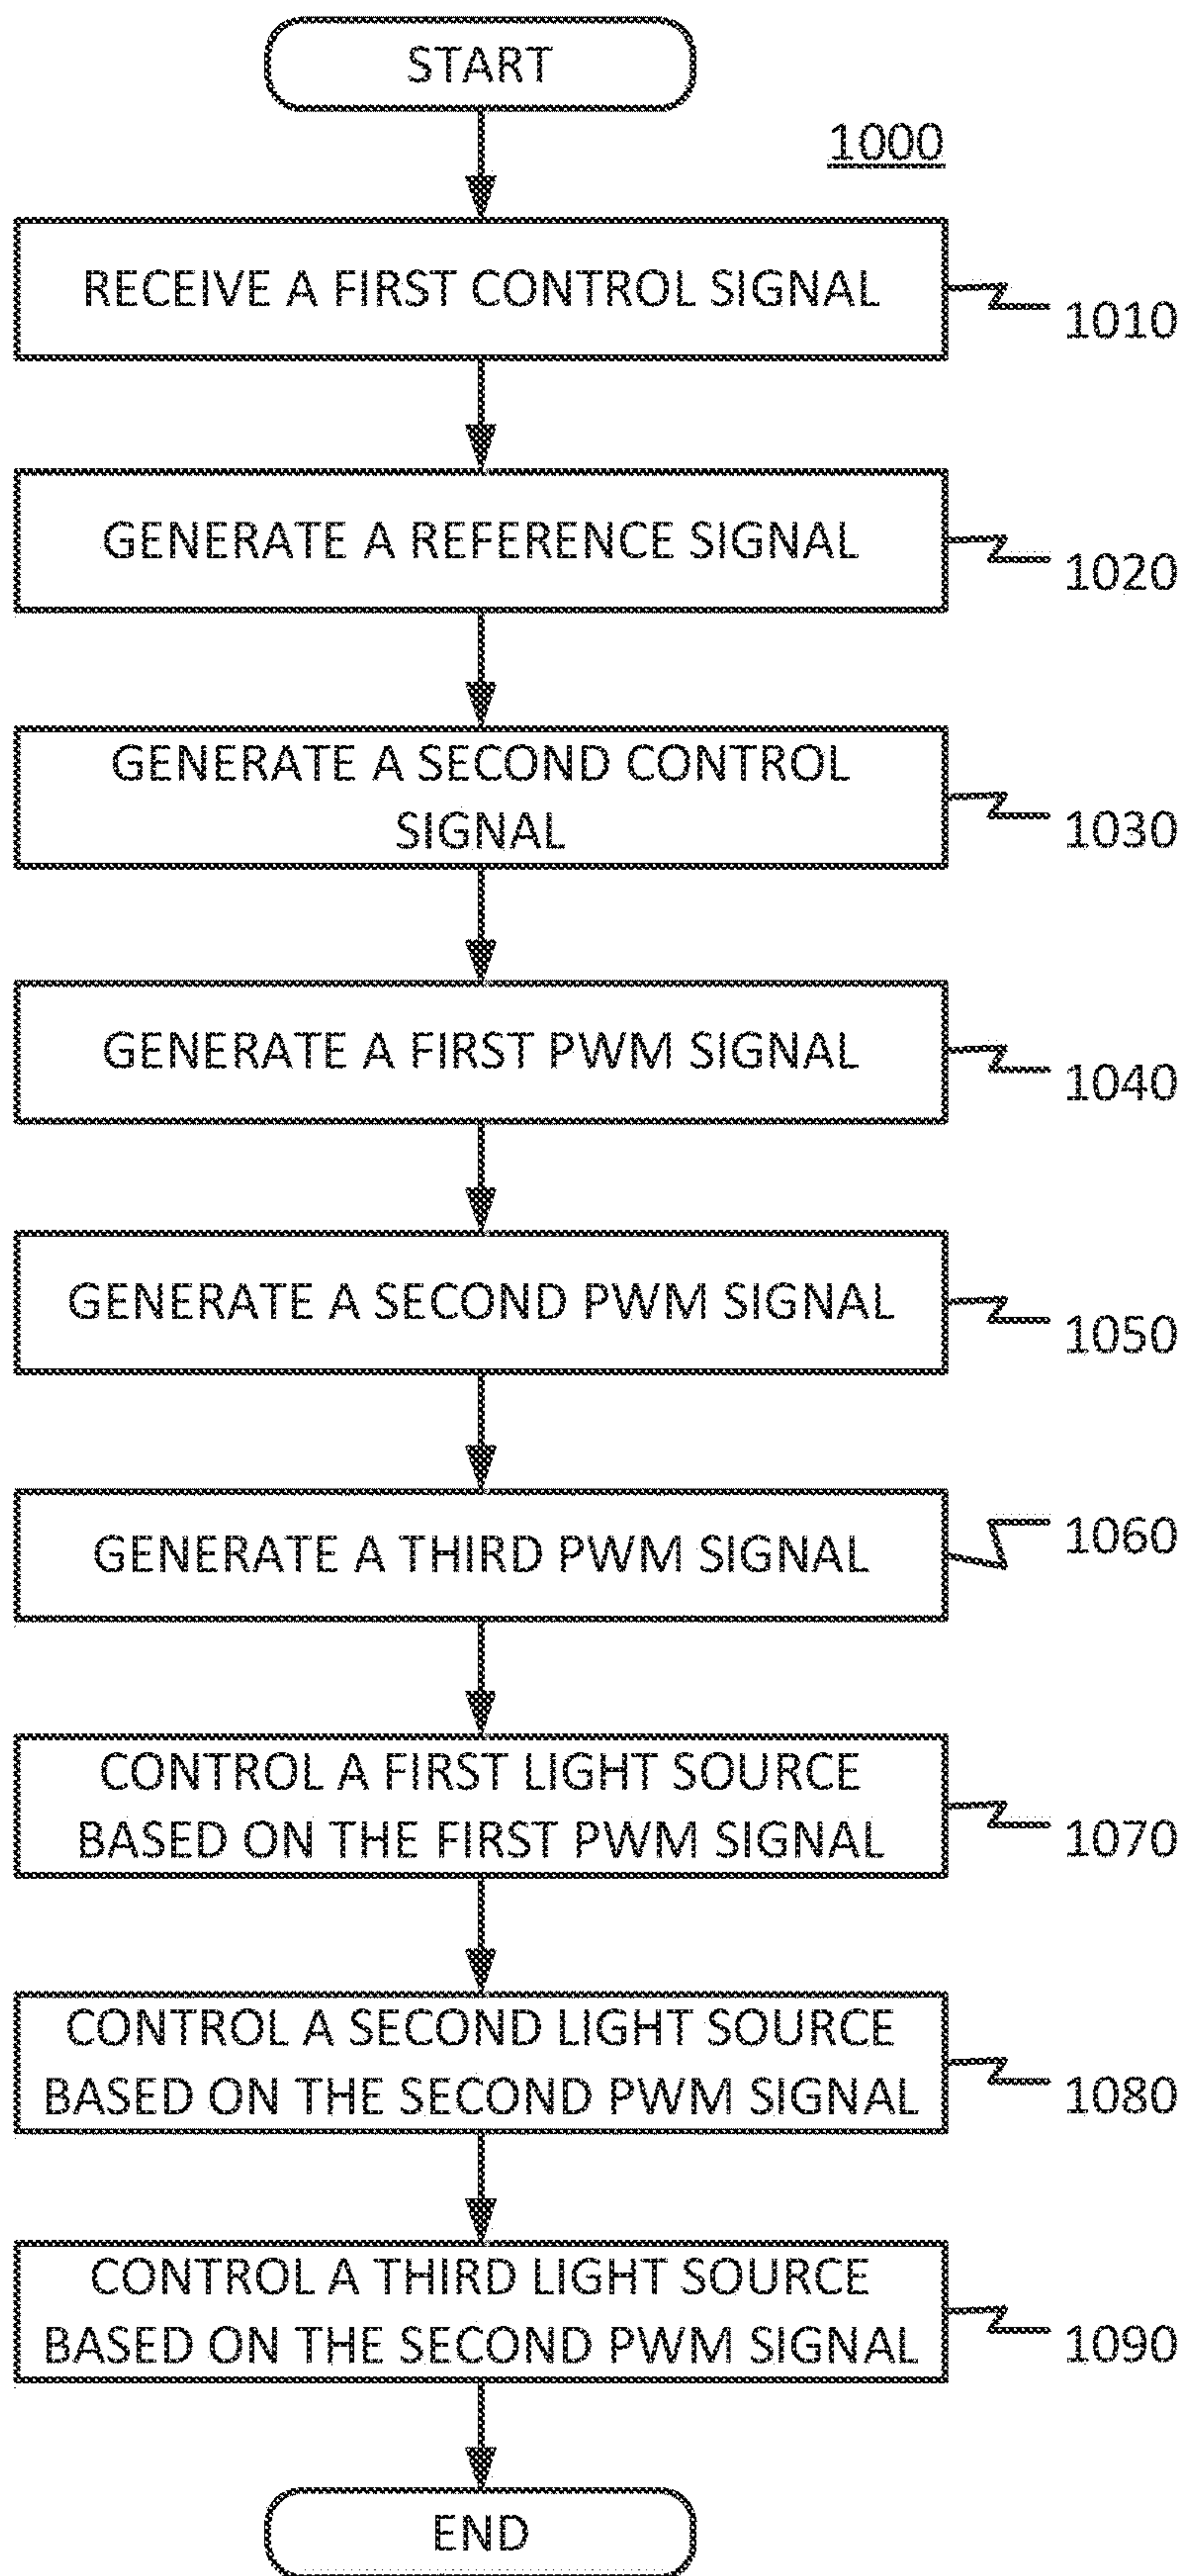 START
1000
RECEIVE A FIRST CONTROL SIGNAL
1010
GENERATE A REFERENCE SIGNAL
1020
GENERATE A SECOND CONTROL
SIGNAL
1030
GENERATE A FIRST PWM SIGNAL
1040
GENERATE A SECOND PWM SIGNAL
1050
GENERATE A THIRD PWM SIGNAL
1060
CONTROL A FIRST LIGHT SOURCE
BASED ON THE FIRST PWM SIGNAL
1070
CONTROL A SECOND LIGHT SOURCE
BASED ON THE SECOND PWM SIGNAL
1080
CONTROL A THIRD LIGHT SOURCE
BASED ON THE SECOND PWM SIGNAL
1090
END